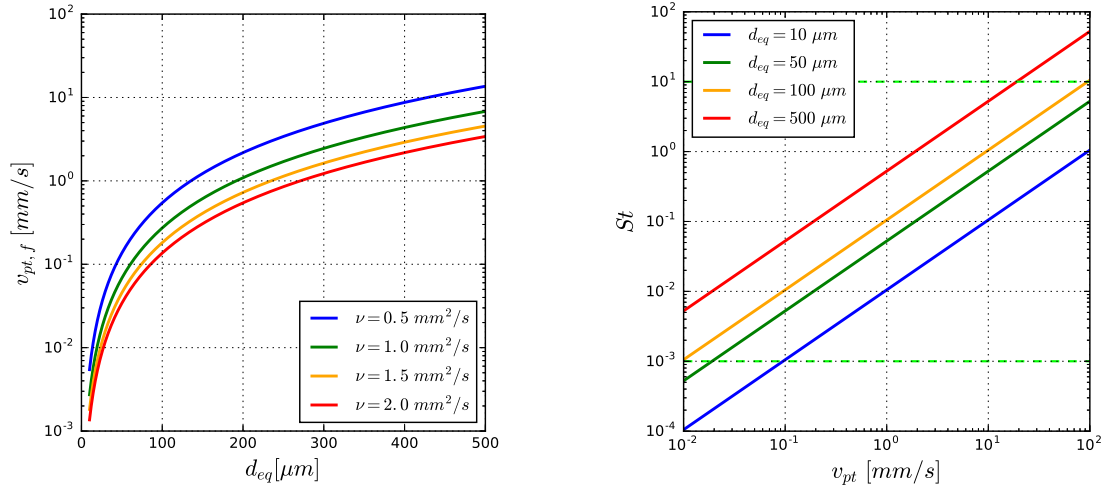 10^2
10^1
10^0
10^-1
10^-2
10^-3
v_{pt, f} [mm/s]
0
100
200
300
400
500
d_{eq}[μm]
ν = 0.5 mm^2/s
ν = 1.0 mm^2/s
ν = 1.5 mm^2/s
ν = 2.0 mm^2/s
10^2
10^1
10^0
10^-1
10^-2
10^-3
10^-4
St
10^-2
10^-1
10^0
10^1
10^2
v_{pt} [mm/s]
d_{eq} = 10 μm
d_{eq} = 50 μm
d_{eq} = 100 μm
d_{eq} = 500 μm